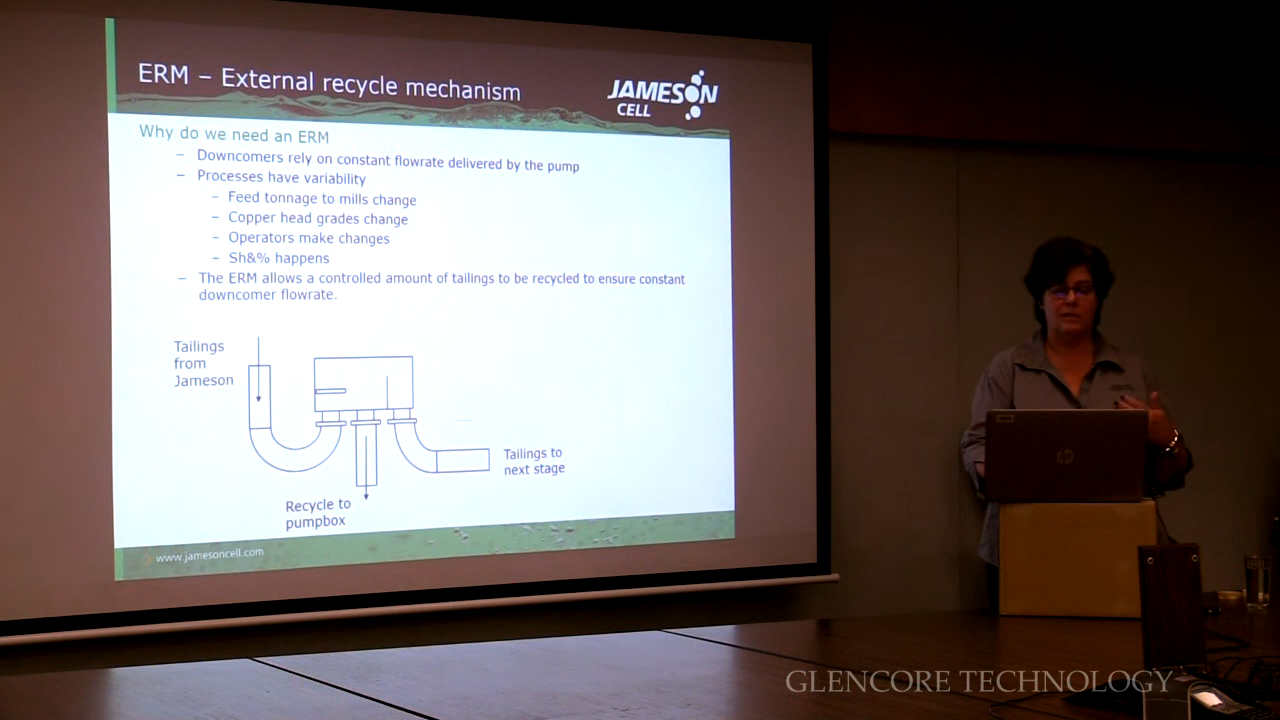 ERM – External recycle mechanism
JAMESON
CELL
Why do we need an ERM
– Downcomers rely on constant flowrate delivered by the pump
– Processes have variability
– Feed tonnage to mills change
– Copper head grades change
– Operators make changes
– Sh&% happens
– The ERM allows a controlled amount of tailings to be recycled to ensure constant
downcomer flowrate.
Tailings
from
Jameson
Tailings to
next stage
Recycle to
pumpbox
www.jamesoncell.com
hp
GLENCORE TECHNOLOGY